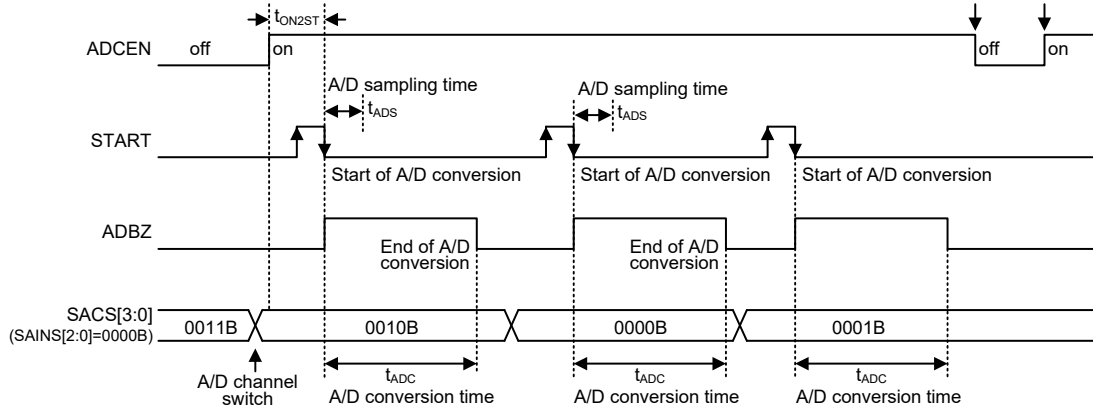 tON2ST
ADCEN off on off on
A/D sampling time A/D sampling time
tADS tADS
START
Start of A/D conversion Start of A/D conversion Start of A/D conversion
ADBZ
End of A/D conversion End of A/D conversion
SACS[3:0]
(SAINS[2:0]=0000B)
0011B 0010B 0000B 0001B
A/D channel switch
tADC tADC tADC
A/D conversion time A/D conversion time A/D conversion time